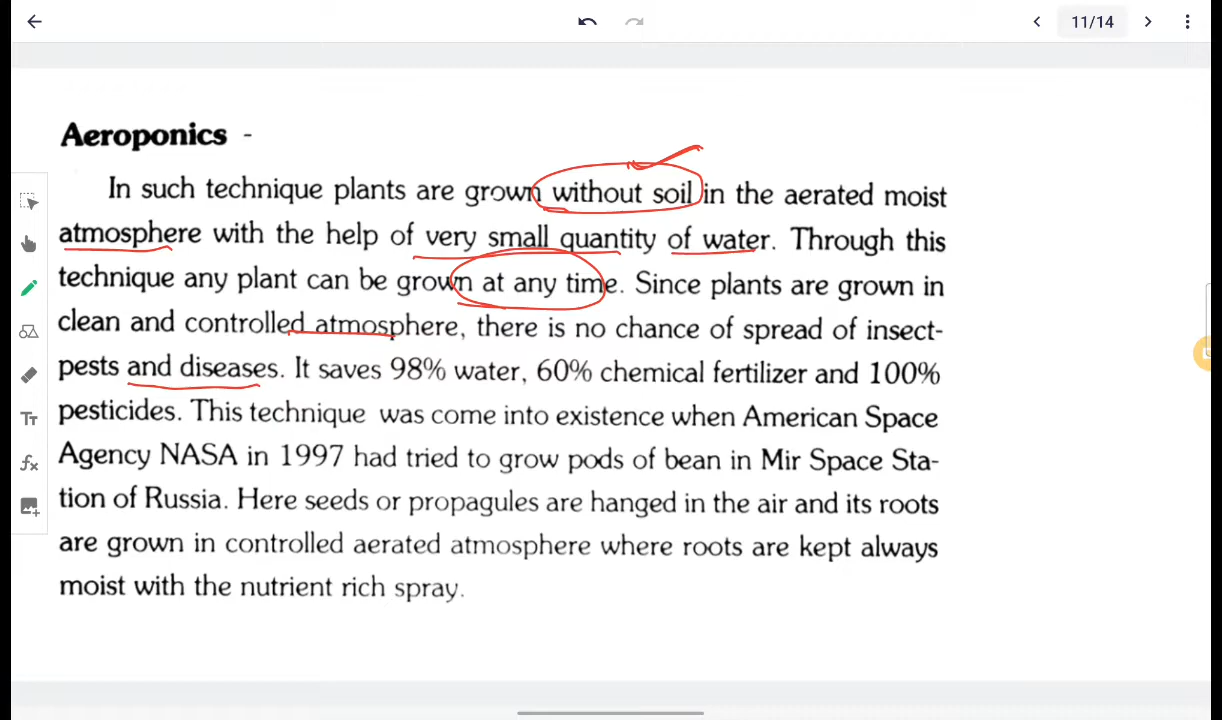 11/14
Aeroponics -
In such technique plants are grown without soil in the aerated moist
atmosphere with the help of very small quantity of water. Through this
technique any plant can be grown at any time. Since plants are grown in
clean and controlled atmosphere, there is no chance of spread of insect-
pests and diseases. It saves 98% water, 60% chemical fertilizer and 100%
pesticides. This technique was come into existence when American Space
Agency NASA in 1997 had tried to grow pods of bean in Mir Space Sta-
tion of Russia. Here seeds or propagules are hanged in the air and its roots
are grown in controlled aerated atmosphere where roots are kept always
moist with the nutrient rich spray.
Tт
fx